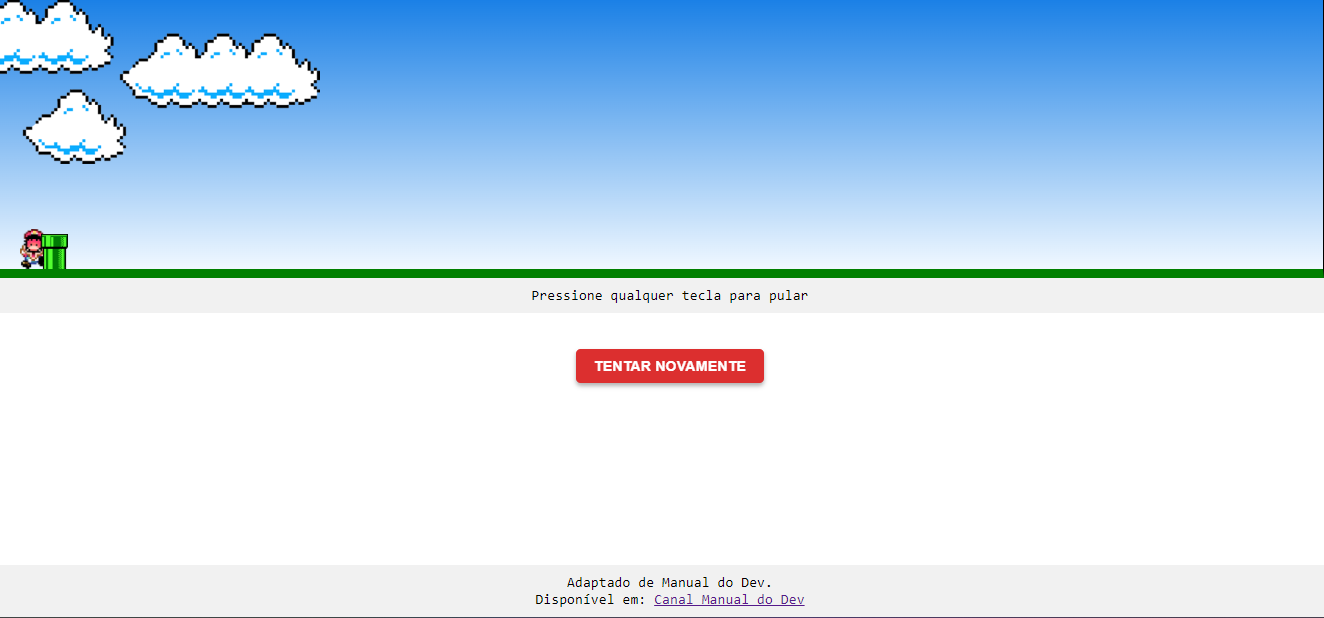 Pressione qualquer tecla para pular
TENTAR NOVAMENTE
Adaptado de Manual do Dev.
Disponível em: Canal Manual do Dev